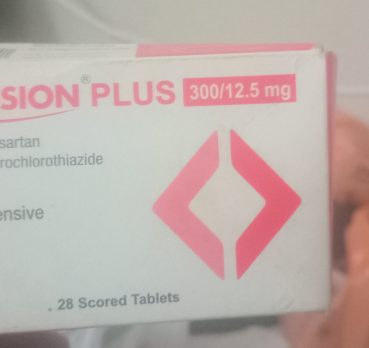 SION® PLUS 300/12.5 mg
sartan
rochlorothiazide
ensive
. 28 Scored Tablets